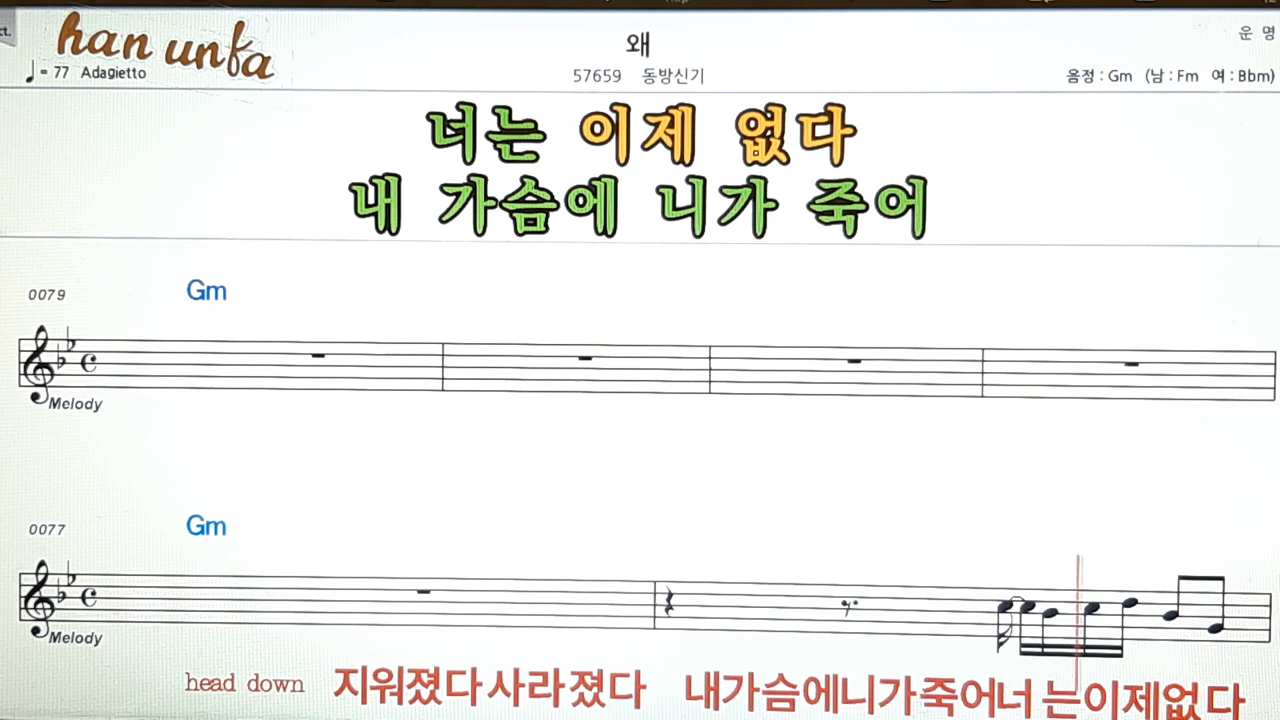 han unfa
왜
운 명
♩ = 77 Adagietto
57659 동방신기
음정 : Gm (남 : Fm 여 : Bbm)
너는 이제 없다
내 가슴에 니가 죽어
0079
Gm
Melody
0077
Gm
Melody
head down 지워졌다사라졌다 내가슴에니가죽어너는이제없다